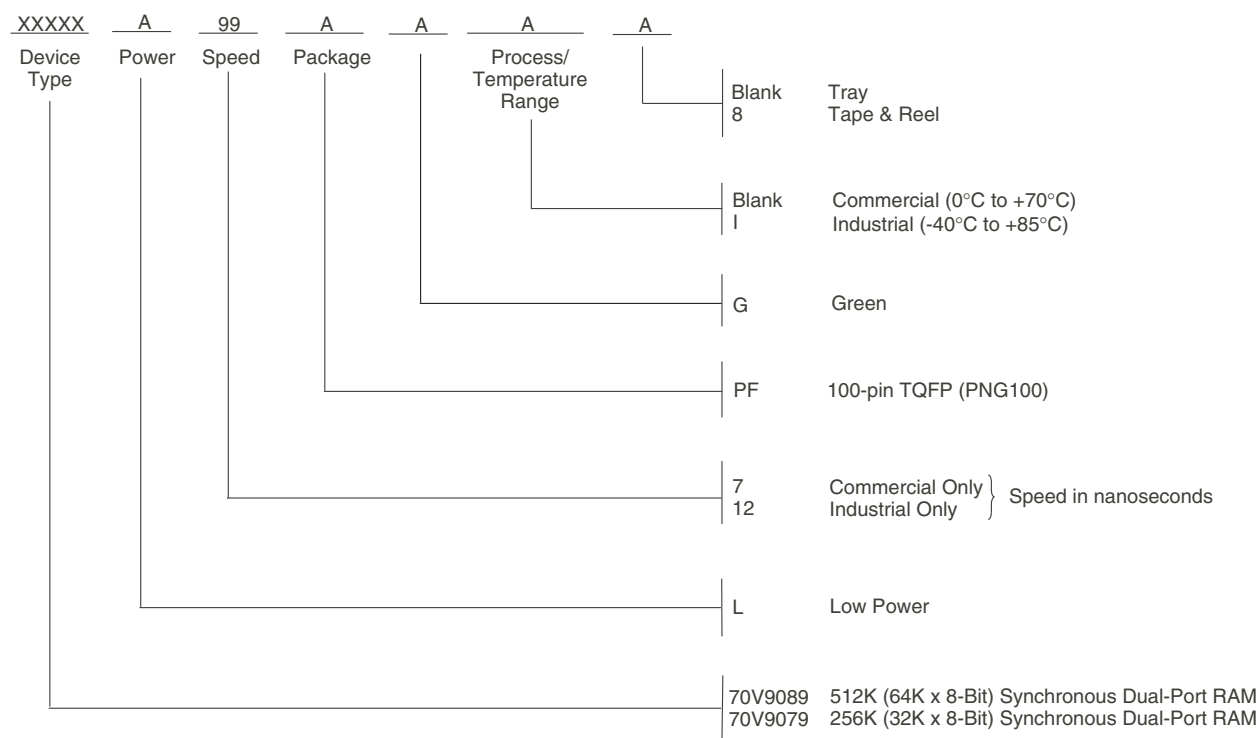 XXXXX A 99 A A A A
Device Type Power Speed Package Process/ Temperature Range
Blank Tray
8 Tape & Reel
Blank Commercial (0°C to +70°C)
I Industrial (-40°C to +85°C)
G Green
PF 100-pin TQFP (PNG100)
7 Commercial Only
12 Industrial Only
Speed in nanoseconds
L Low Power
70V9089 512K (64K x 8-Bit) Synchronous Dual-Port RAM
70V9079 256K (32K x 8-Bit) Synchronous Dual-Port RAM